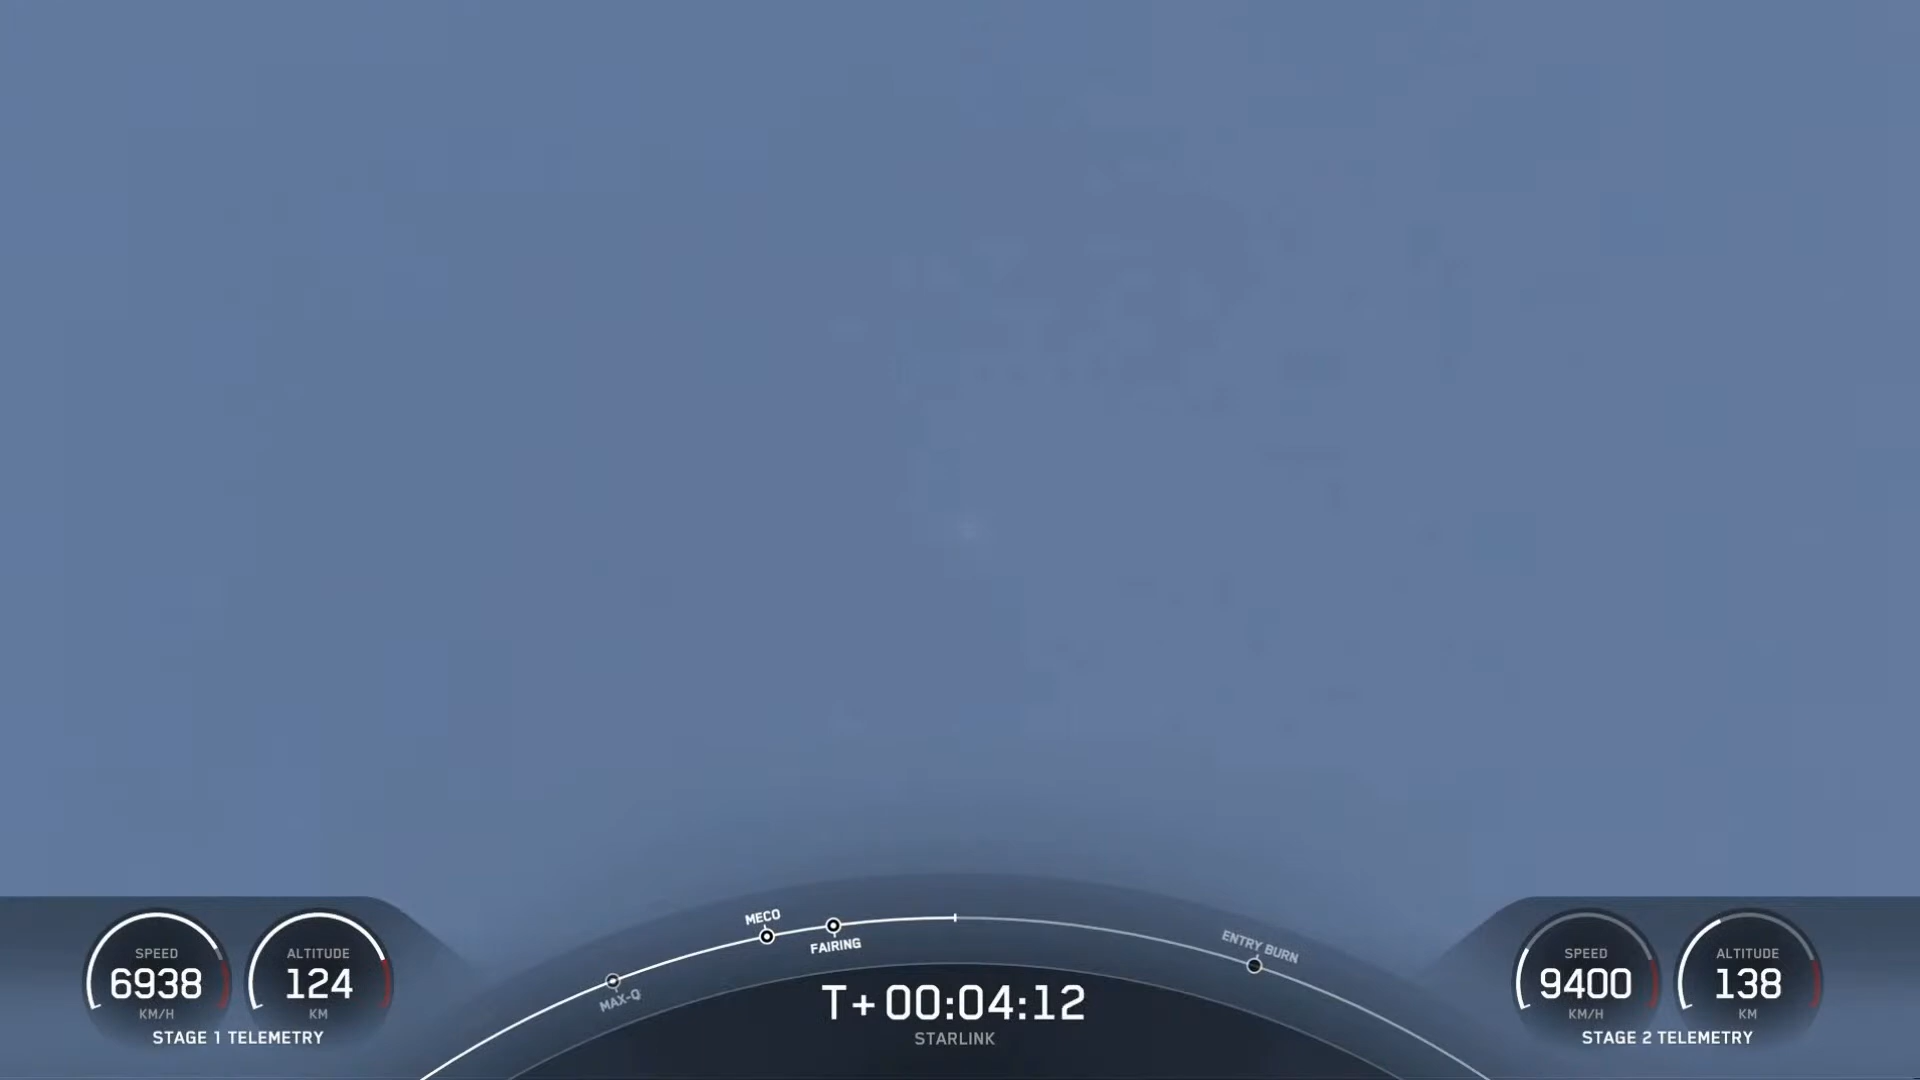 SPEED
6938
KM/H
ALTITUDE
124
KM
STAGE 1 TELEMETRY
MAX-Q
MECO
FAIRING
ENTRY BURN
T+00:04:12
STARLINK
SPEED
9400
KM/H
ALTITUDE
138
KM
STAGE 2 TELEMETRY